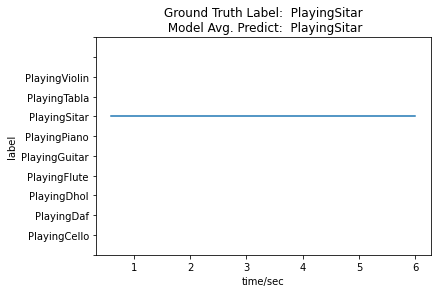 Ground Truth Label:  PlayingSitar
Model Avg. Predict:  PlayingSitar
PlayingViolin
PlayingTabla
PlayingSitar
PlayingPiano
PlayingGuitar
PlayingFlute
PlayingDhol
PlayingDaf
PlayingCello
label
1 2 3 4 5 6
time/sec